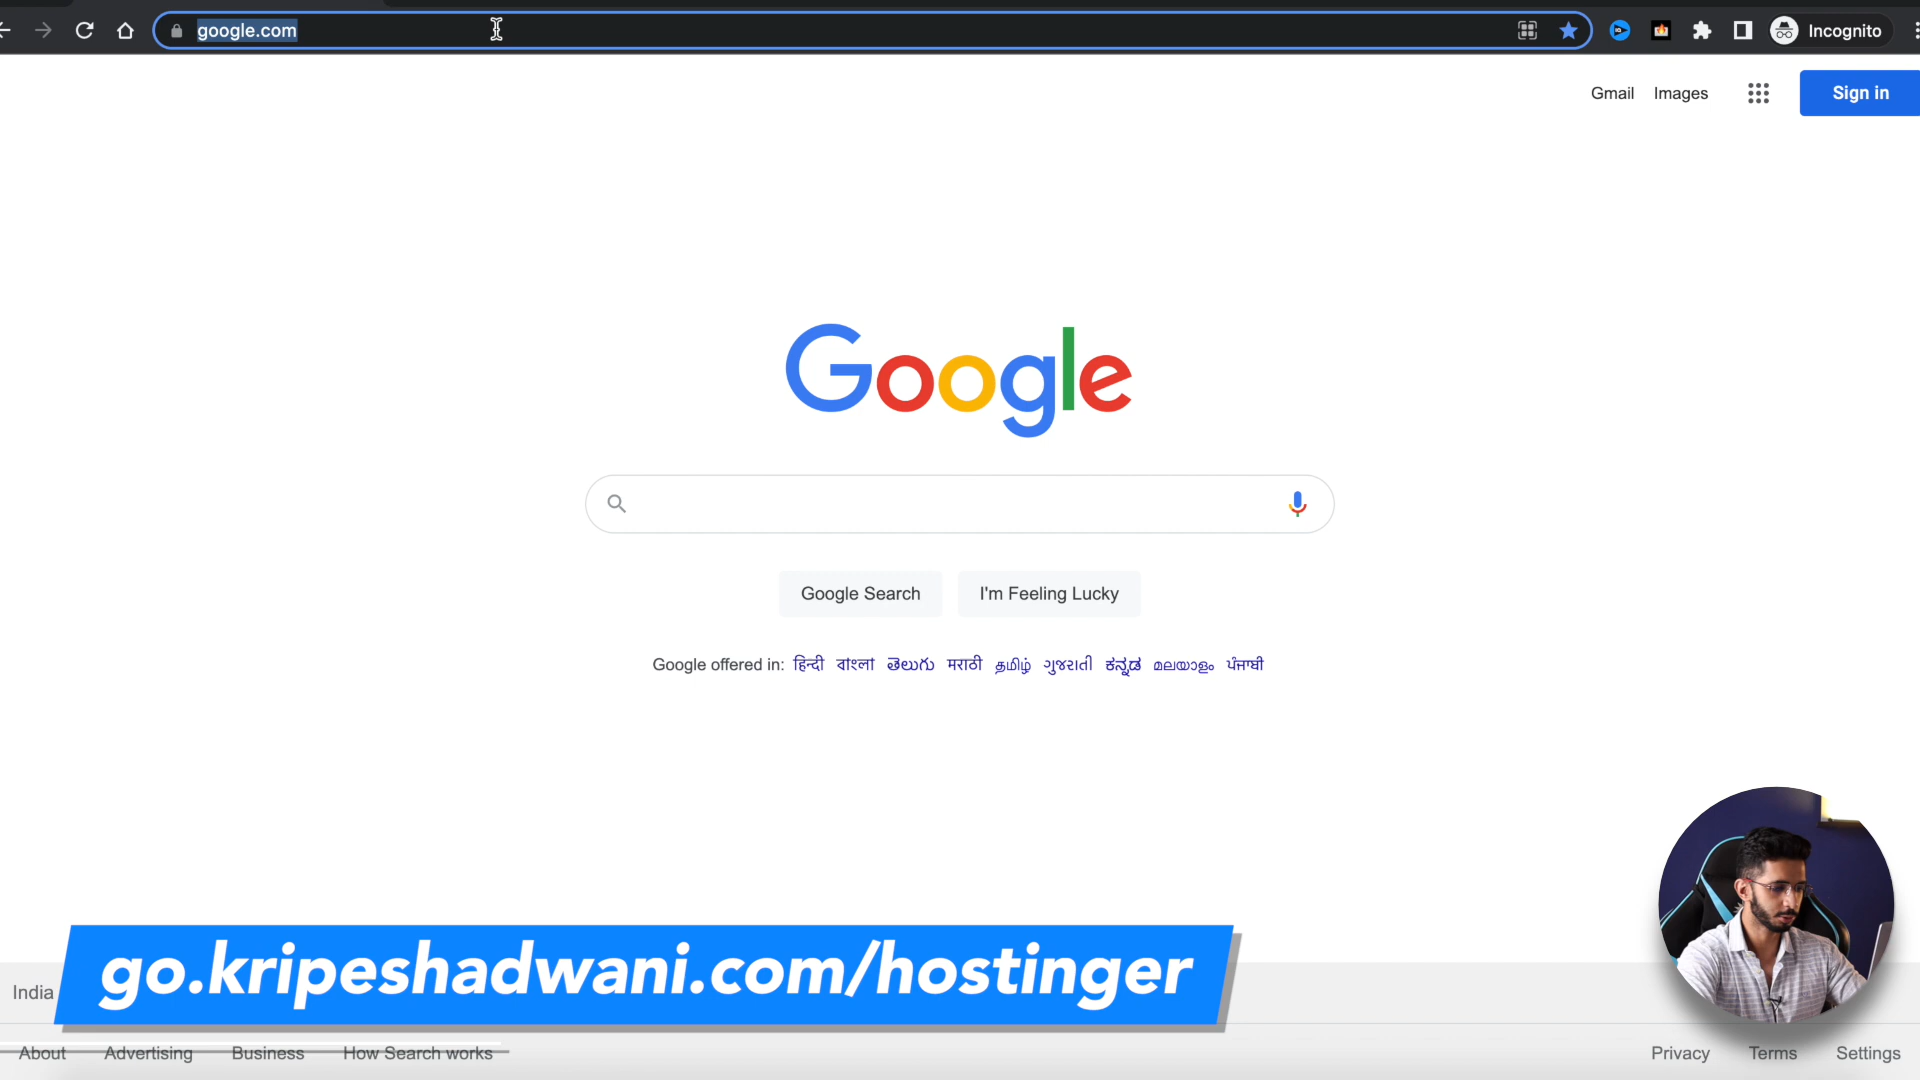 google.com
Incognito
Gmail Images
Sign in
Google
Google Search I'm Feeling Lucky
Google offered in: हिन्दी বাংলা తెలుగు मराठी தமிழ் ગુજરાતી ಕನ್ನಡ മലയാളം ਪੰਜਾਬੀ
India
go.kripeshadwani.com/hostinger
About Advertising Business How Search works
Privacy Terms Settings